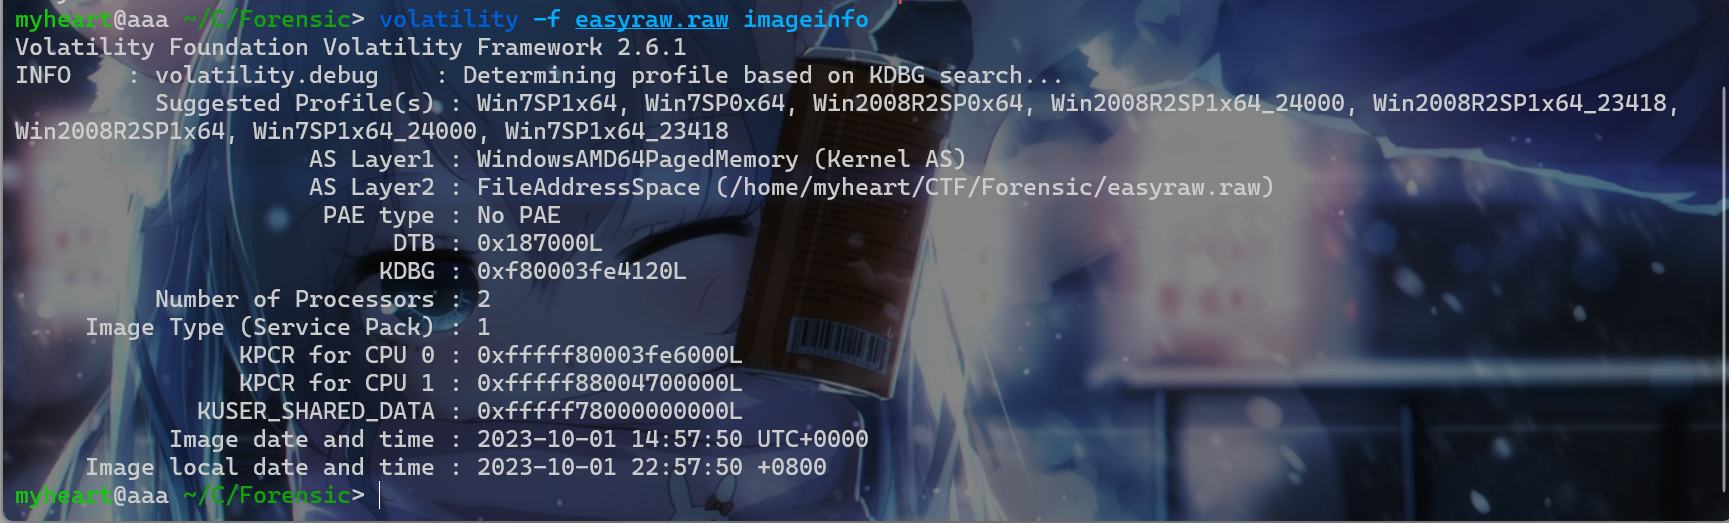 myheart@aaa ~/C/Forensic> volatility -f easyraw.raw imageinfo
Volatility Foundation Volatility Framework 2.6.1
INFO    : volatility.debug    : Determining profile based on KDBG search...
          Suggested Profile(s) : Win7SP1x64, Win7SP0x64, Win2008R2SP0x64, Win2008R2SP1x64_24000, Win2008R2SP1x64_23418,
Win2008R2SP1x64, Win7SP1x64_24000, Win7SP1x64_23418
                     AS Layer1 : WindowsAMD64PagedMemory (Kernel AS)
                     AS Layer2 : FileAddressSpace (/home/myheart/CTF/Forensic/easyraw.raw)
                      PAE type : No PAE
                           DTB : 0x187000L
                          KDBG : 0xf80003fe4120L
          Number of Processors : 2
     Image Type (Service Pack) : 1
                KPCR for CPU 0 : 0xfffff80003fe6000L
                KPCR for CPU 1 : 0xfffff88004700000L
             KUSER_SHARED_DATA : 0xfffff78000000000L
           Image date and time : 2023-10-01 14:57:50 UTC+0000
     Image local date and time : 2023-10-01 22:57:50 +0800
myheart@aaa ~/C/Forensic>